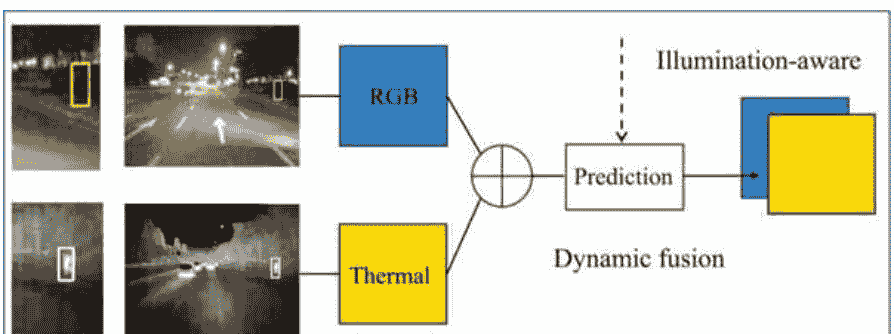 Illumination-aware
RGB
Prediction
Dynamic fusion
Thermal